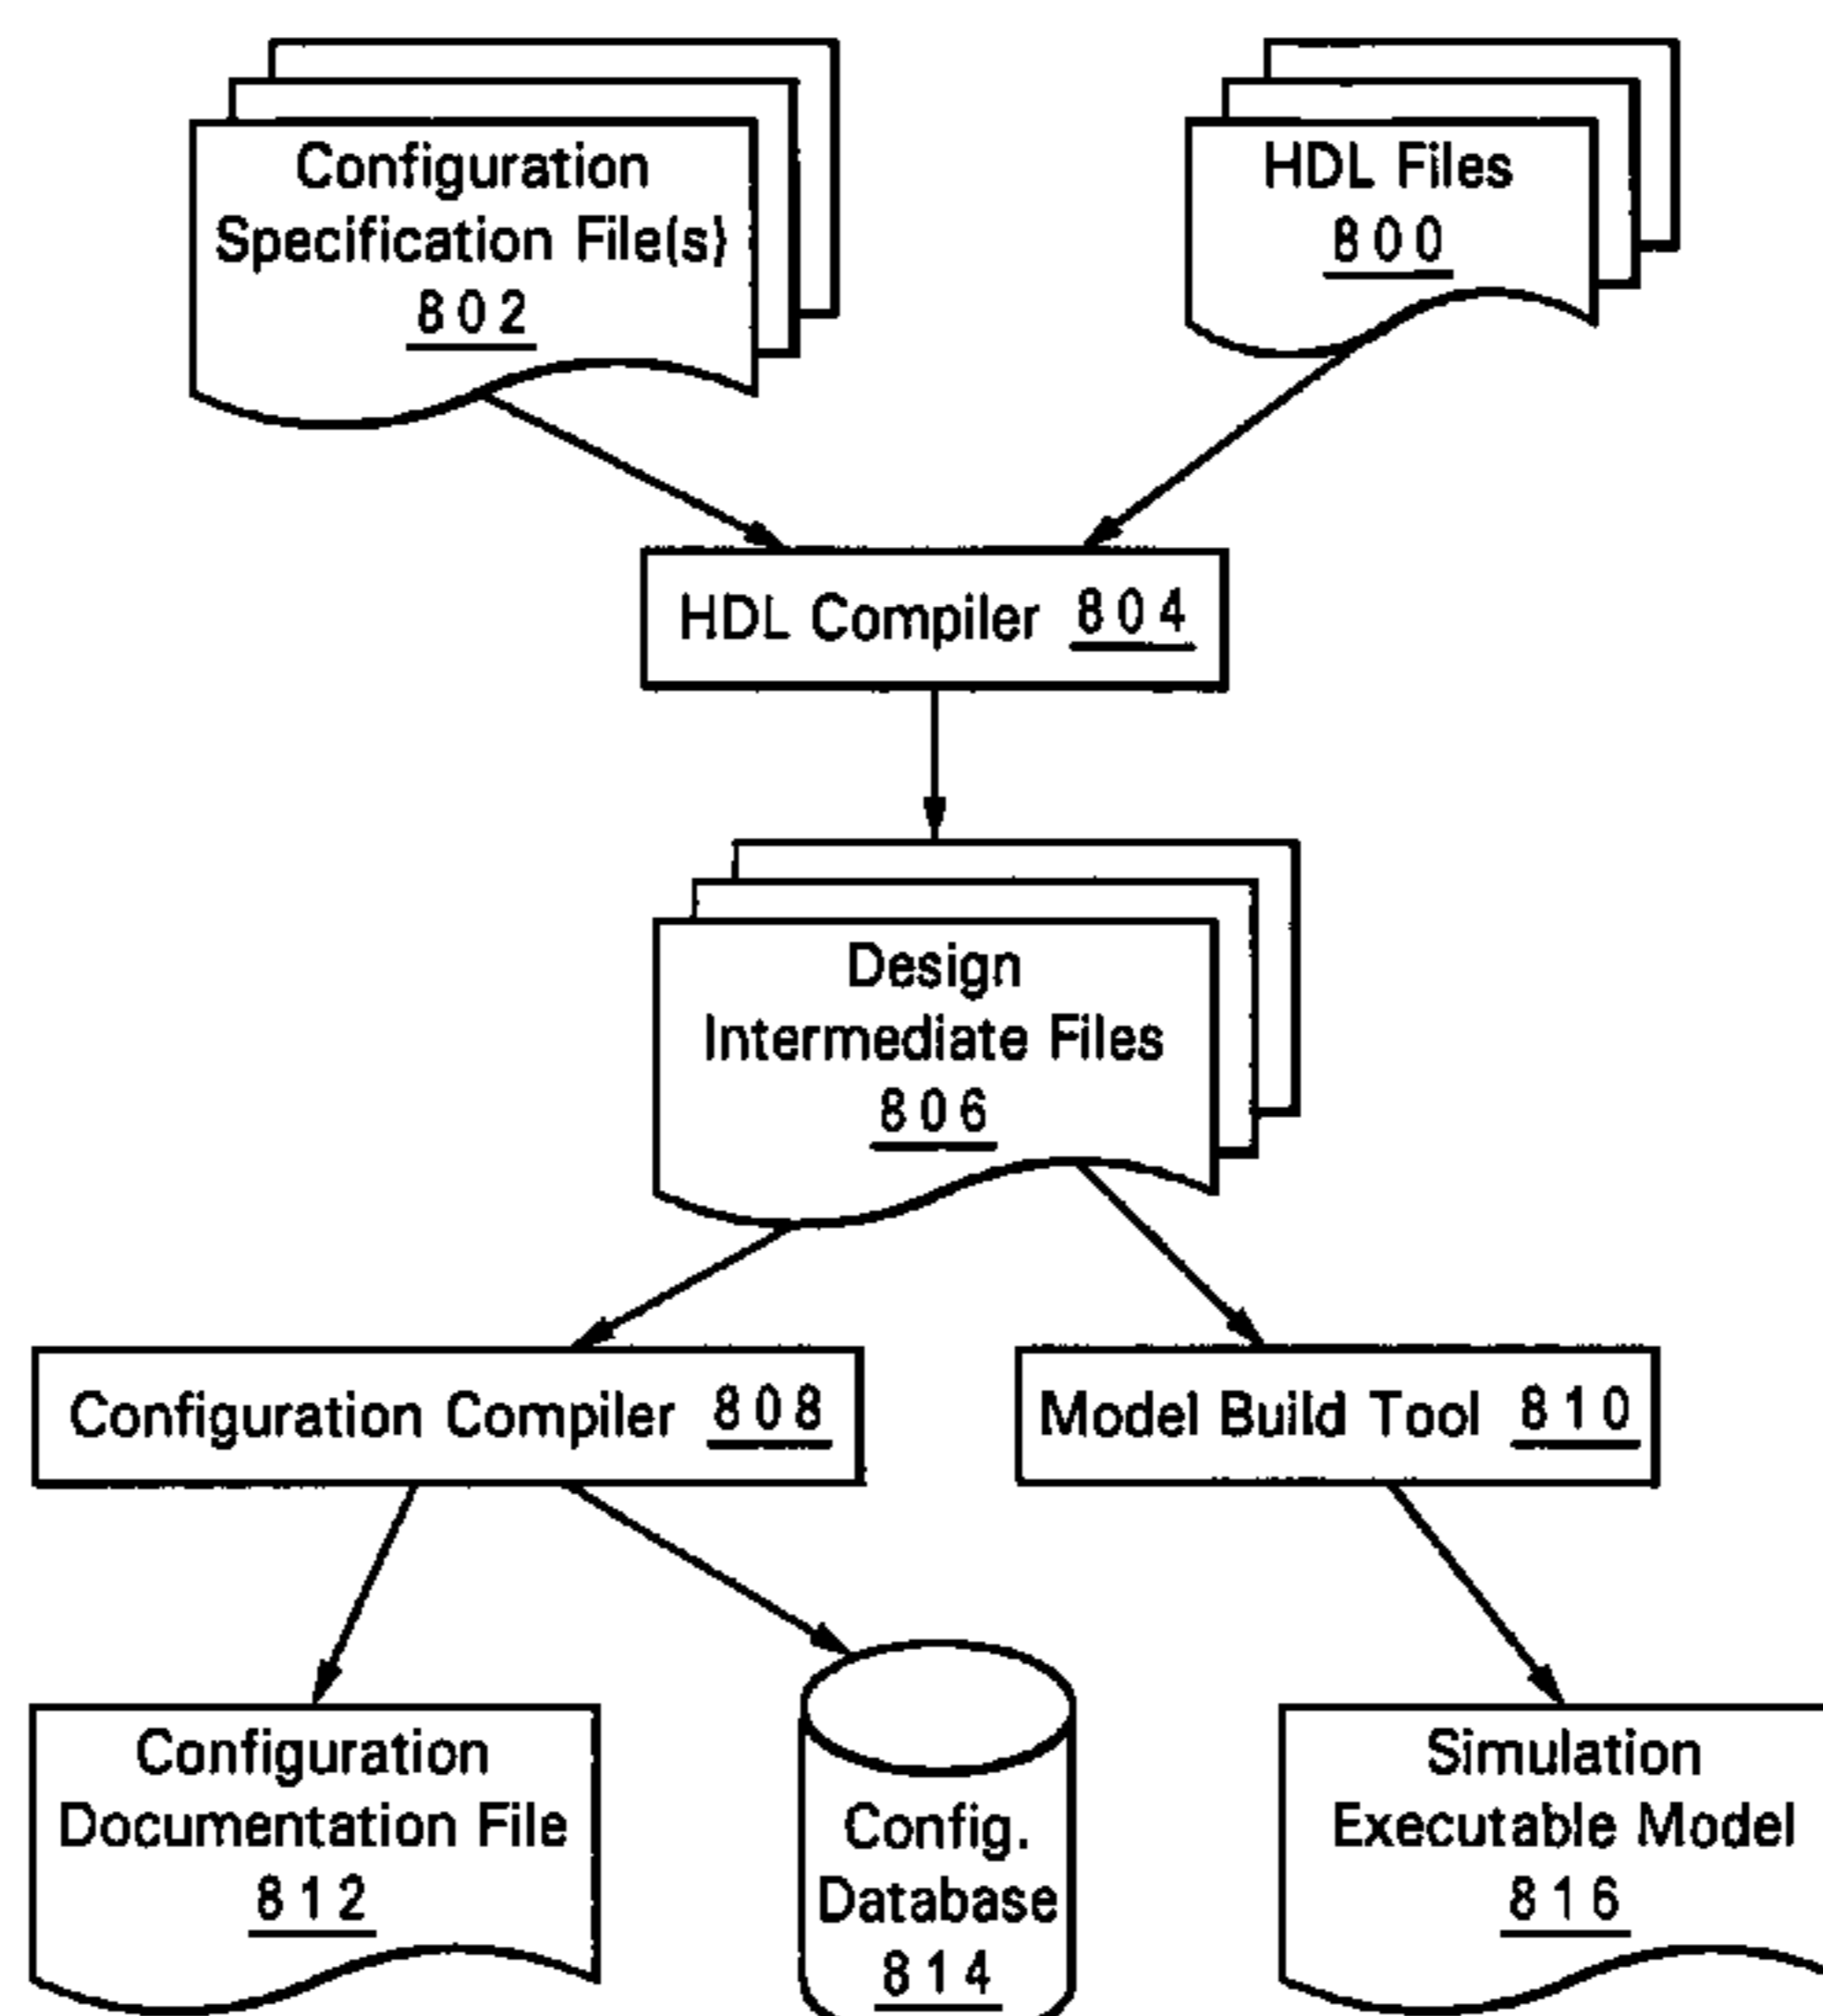 Configuration
Specification File(s)
802
HDL Files
800
HDL Compiler 804
Design
Intermediate Files
806
Configuration Compiler 808
Model Build Tool 810
Configuration
Documentation File
812
Config.
Database
814
Simulation
Executable Model
816